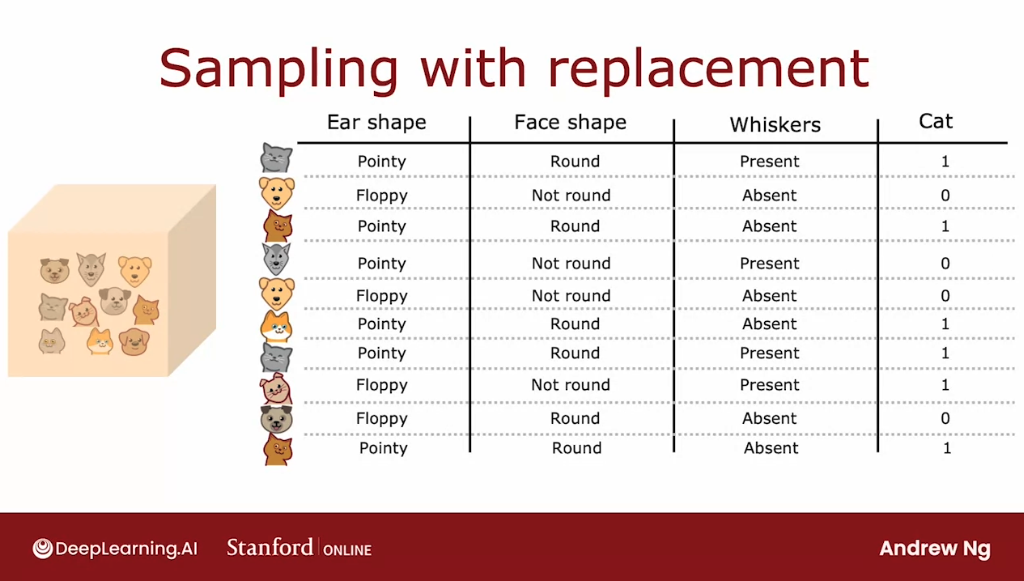 Sampling with replacement
Ear shape Face shape Whiskers Cat
Pointy Round Present 1
Floppy Not round Absent 0
Pointy Round Absent 1
Pointy Not round Present 0
Floppy Not round Absent 0
Pointy Round Absent 1
Pointy Round Present 1
Floppy Not round Present 1
Floppy Round Absent 0
Pointy Round Absent 1
DeepLearning.AI Stanford ONLINE Andrew Ng